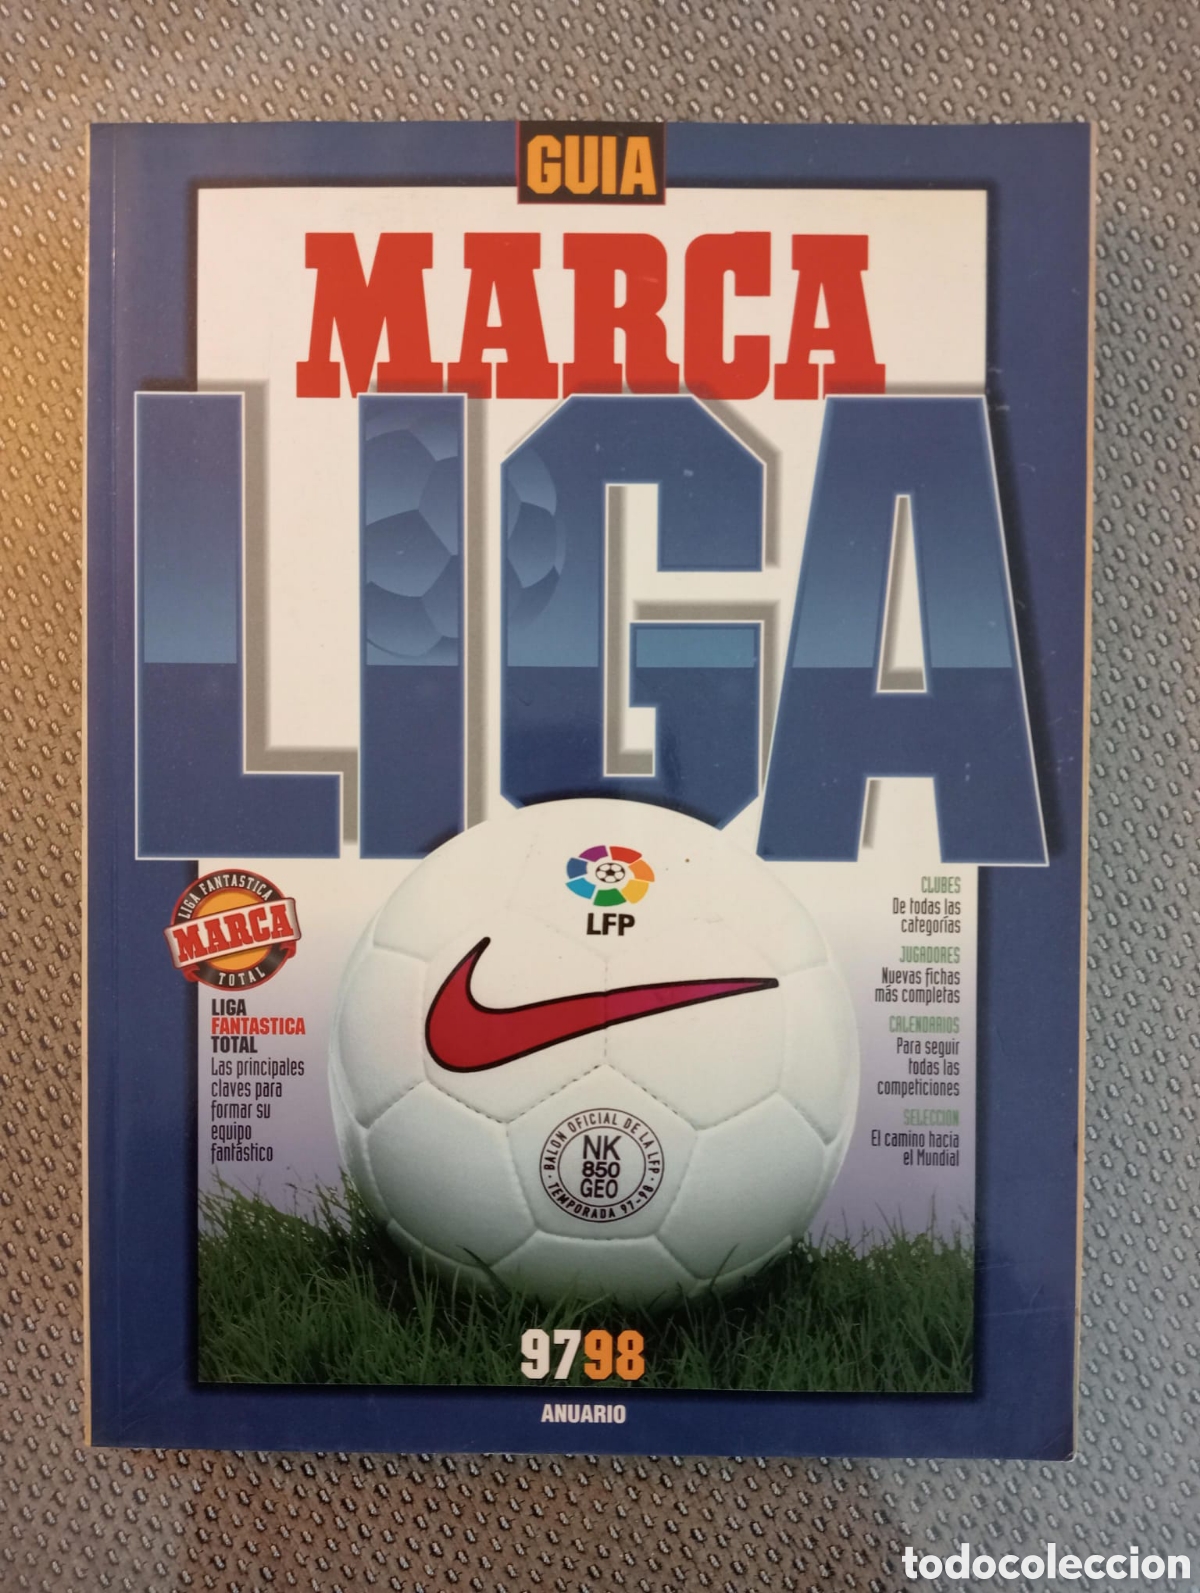 GUIA
MARCA
LIGA
LFP
LIGA FANTASTICA
MARCA
TOTAL
LIGA
FANTASTICA
TOTAL
Las principales
claves para
formar su
equipo
fantástico
CLUBES
De todas las
categorías
JUGADORES
Nuevas fichas
más completas
CALENDARIOS
Para seguir
todas las
competiciones
SELECCION
El camino hacia
el Mundial
BALON OFICIAL DE LA LFP
NK
850
GEO
TEMPORADA 97-98
9798
ANUARIO
todocoleccion